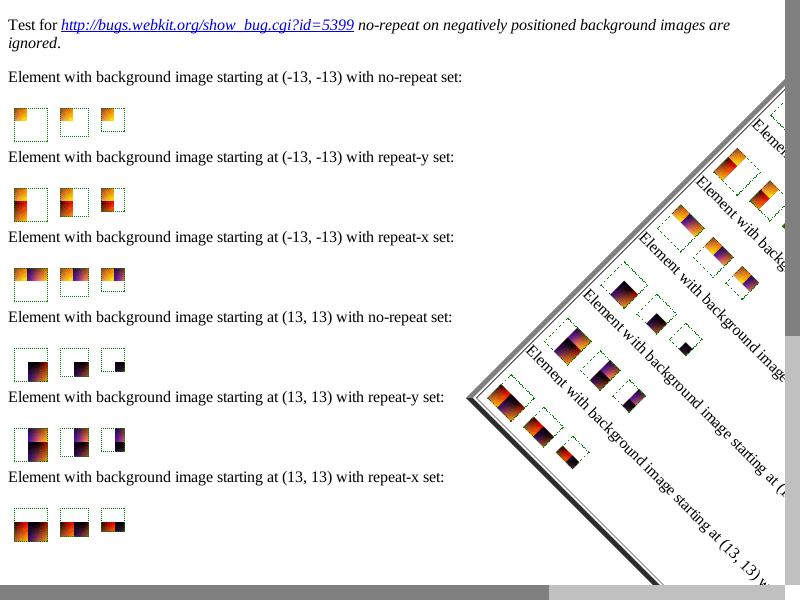 Test for http://bugs.webkit.org/show_bug.cgi?id=5399 no-repeat on negatively positioned background images are
ignored.
Element with background image starting at (-13, -13) with no-repeat set:
Element with background image starting at (-13, -13) with repeat-y set:
Element with background image starting at (-13, -13) with repeat-x set:
Element with background image starting at (13, 13) with no-repeat set:
Element with background image starting at (13, 13) with repeat-y set:
Element with background image starting at (13, 13) with repeat-x set:
Element
Element with backg
Element with background image
Element with background image starting at (1
Element with background image starting at (13, 13) w